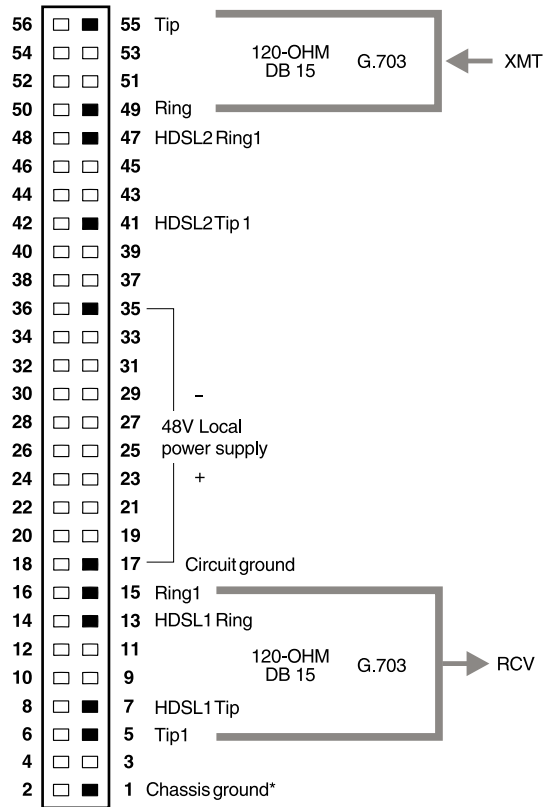 56 55 Tip
54 53
52 51
120-OHM
DB 15
G.703
XMT
50 49 Ring
48 47 HDSL2 Ring1
46 45
44 43
42 41 HDSL2 Tip 1
40 39
38 37
36 35
34 33
32 31
30 29 -
28 27
26 25
48V Local
power supply
24 23 +
22 21
20 19
18 17 Circuit ground
16 15 Ring1
14 13 HDSL1 Ring
12 11
10 9
120-OHM
DB 15
G.703
RCV
8 7 HDSL1 Tip
6 5 Tip1
4 3
2 1 Chassis ground*